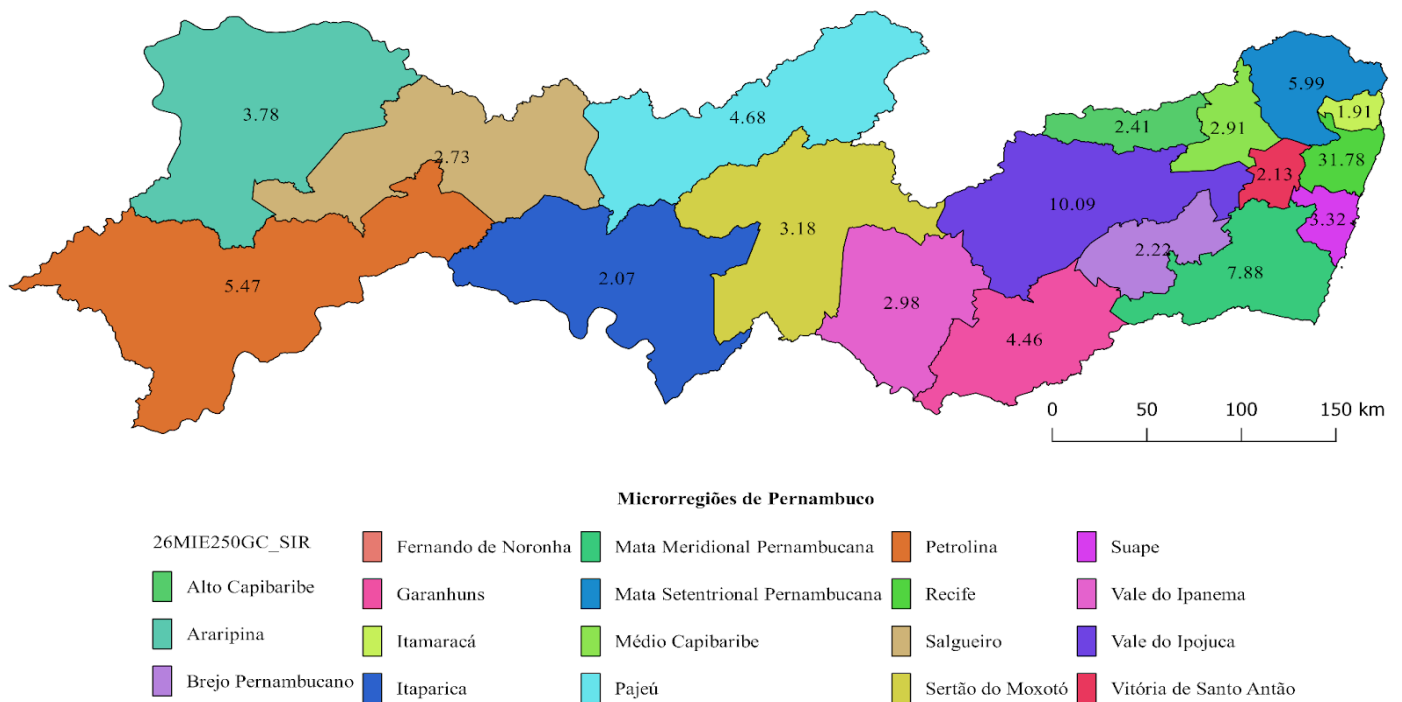 5.99
3.78
1.91
4.68
2.41
2.91
2.73
31.78
2.13
10.09
3.32
3.18
2.22
2.07
7.88
5.47
2.98
4.46
0 50 100 150 km
Microrregiões de Pernambuco
26MIE250GC_SIR
Alto Capibaribe
Araripina
Brejo Pernambucano
Fernando de Noronha
Garanhuns
Itamaracá
Itaparica
Mata Meridional Pernambucana
Mata Setentrional Pernambucana
Médio Capibaribe
Pajeú
Petrolina
Recife
Salgueiro
Sertão do Moxotó
Suape
Vale do Ipanema
Vale do Ipojuca
Vitória de Santo Antão